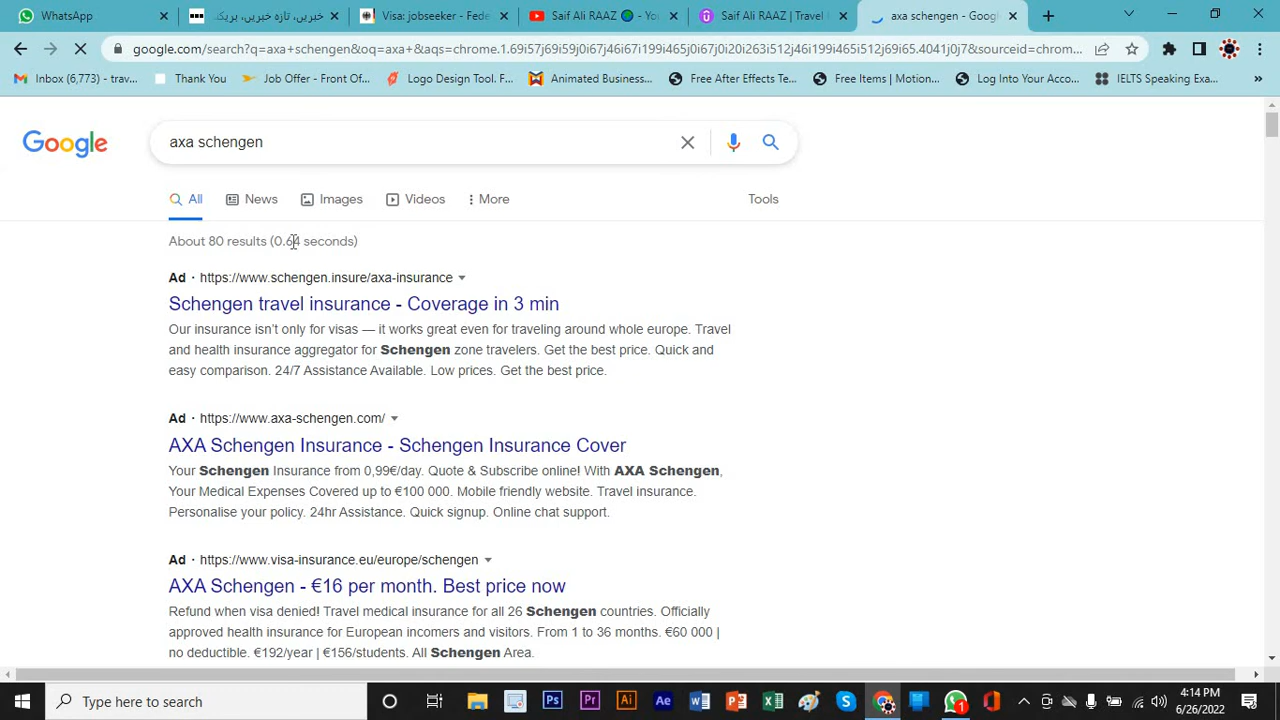 WhatsApp
خبریں، تازہ خبریں، بریک
Visa: jobseeker - Fede
Saif Ali RAAZ - Yo
Saif Ali RAAZ | Travel
axa schengen - Googl
google.com/search?q=axa+schengen&oq=axa+&aqs=chrome.1.69i57j69i59j0i67j46i67i199i465j0i67j0i20i263i512j46i199i465i512j69i65.4041j0j7&sourceid=chrom...
Inbox (6,773) - trav...
Thank You
Job Offer - Front Of...
Logo Design Tool. F...
Animated Business...
Free After Effects Te...
Free Items | Motion...
Log Into Your Acco...
IELTS Speaking Exa...
Google
axa schengen
All
News
Images
Videos
More
Tools
About 80 results (0.64 seconds)
Ad · https://www.schengen.insure/axa-insurance
Schengen travel insurance - Coverage in 3 min
Our insurance isn't only for visas — it works great even for traveling around whole europe. Travel
and health insurance aggregator for Schengen zone travelers. Get the best price. Quick and
easy comparison. 24/7 Assistance Available. Low prices. Get the best price.
Ad · https://www.axa-schengen.com/
AXA Schengen Insurance - Schengen Insurance Cover
Your Schengen Insurance from 0,99€/day. Quote & Subscribe online! With AXA Schengen,
Your Medical Expenses Covered up to €100 000. Mobile friendly website. Travel insurance.
Personalise your policy. 24hr Assistance. Quick signup. Online chat support.
Ad · https://www.visa-insurance.eu/europe/schengen
AXA Schengen - €16 per month. Best price now
Refund when visa denied! Travel medical insurance for all 26 Schengen countries. Officially
approved health insurance for European incomers and visitors. From 1 to 36 months. €60 000 |
no deductible. €192/year | €156/students. All Schengen Area.
Type here to search
Ps
Pr
Ai
Ae
1
4:14 PM
6/26/2022